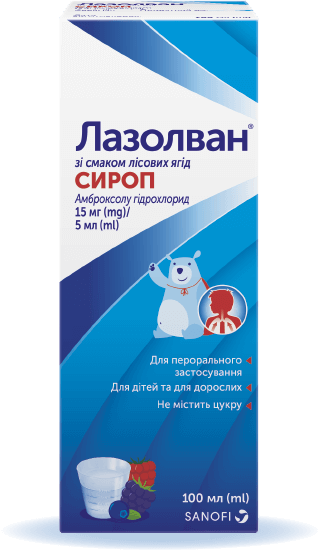 Лазолван®
зі смаком лісових ягід
СИРОП
Амброксолу гідрохлорид
15 мг (mg)/
5 мл (ml)
Для перорального
застосування
Для дітей та для дорослих
Не містить цукру
100 мл (ml)
SANOFI